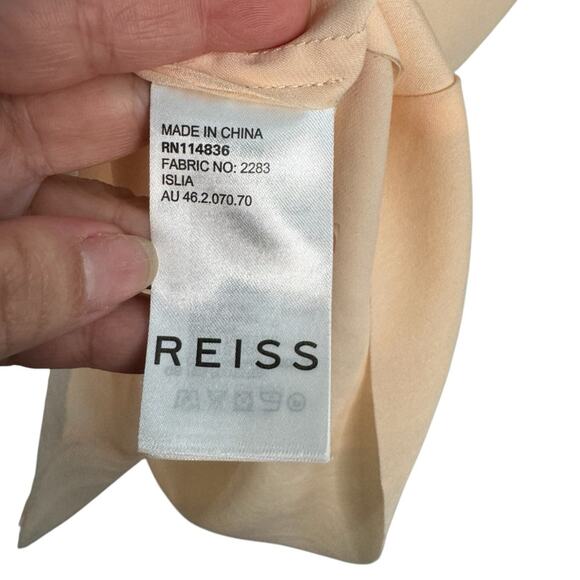 MADE IN CHINA
RN114836
FABRIC NO: 2283
ISLIA
AU 46.2.070.70
REISS